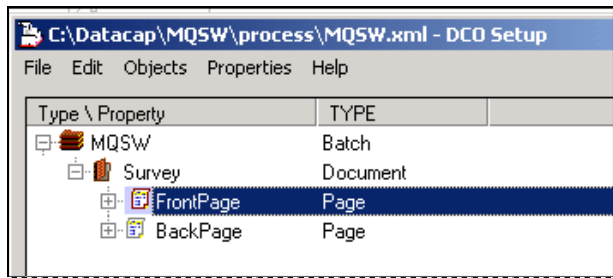 C:\Datacap\MQSW\process\MQSW.xml - DCO Setup
File Edit Objects Properties Help
Type \ Property TYPE
MQSW Batch
Survey Document
FrontPage Page
BackPage Page